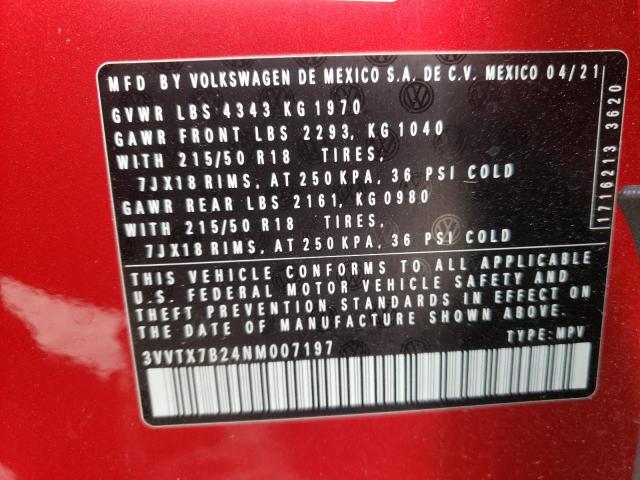 MFD BY VOLKSWAGEN DE MEXICO S.A. DE C.V. MEXICO 04/21
GVWR LBS 4343 KG 1970
GAWR FRONT LBS 2293, KG 1040
WITH 215/50 R18 TIRES,
7JX18 RIMS, AT 250 KPA, 36 PSI COLD
GAWR REAR LBS 2161, KG 0980
WITH 215/50 R18 TIRES,
7JX18 RIMS, AT 250 KPA, 36 PSI COLD
THIS VEHICLE CONFORMS TO ALL APPLICABLE
U.S. FEDERAL MOTOR VEHICLE SAFETY AND
THEFT PREVENTION STANDARDS IN EFFECT ON
THE DATE OF MANUFACTURE SHOWN ABOVE.
3VVTX7B24NM007197 TYPE: MPV
1716213 3620